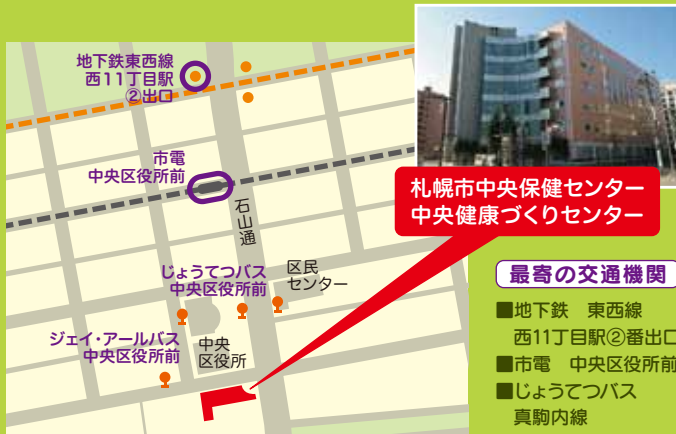 地下鉄東西線
西11丁目駅
②出口
市電
中央区役所前
石山通
札幌市中央保健センター
中央健康づくりセンター
じょうてつバス
中央区役所前
区民
センター
ジェイ・アールバス
中央区役所前
中央
区役所
最寄の交通機関
■地下鉄 東西線
西11丁目駅②番出口
■市電 中央区役所前
■じょうてつバス
真駒内線